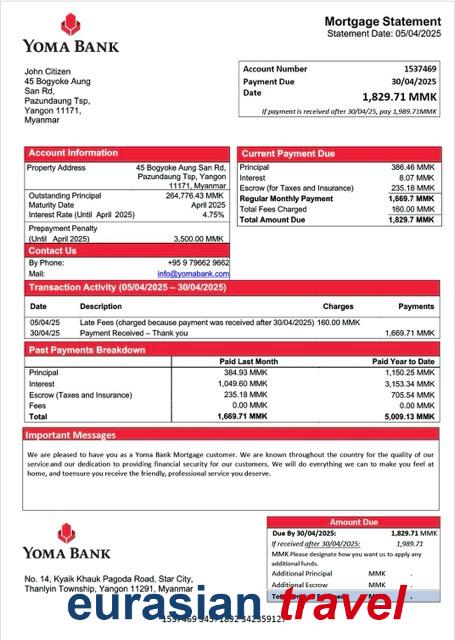 YOMA BANK
Mortgage Statement
Statement Date: 05/04/2025
John Citizen
45 Bogyoke Aung
San Rd,
Pazundaung Tsp,
Yangon 11171,
Myanmar
Account Number 1537469
Payment Due 30/04/2025
Date 1,829.71 MMK
If payment is received after 30/04/25, pay 1,989.71MMK
Account Information
Property Address 45 Bogyoke Aung San Rd,
Pazundaung Tsp, Yangon
11171, Myanmar
Outstanding Principal 264,776.43 MMK
Maturity Date April 2025
Interest Rate (Until April 2025) 4.75%
Prepayment Penalty
(Until April 2025) 3,500.00 MMK
Contact Us
By Phone: +95 9 79662 9662
Mail: info@yomabank.com
Current Payment Due
Principal 386.46 MMK
Interest 8.07 MMK
Escrow (for Taxes and Insurance) 235.18 MMK
Regular Monthly Payment 1,669.7 MMK
Total Fees Charged 160.00 MMK
Total Amount Due 1,829.7 MMK
Transaction Activity (05/04/2025 – 30/04/2025)
Date Description Charges Payments
05/04/25 Late Fees (charged because payment was received after 30/04/2025) 160.00 MMK
30/04/25 Payment Received – Thank you 1,669.71 MMK
Past Payments Breakdown
Paid Last Month Paid Year to Date
Principal 384.93 MMK 1,150.25 MMK
Interest 1,049.60 MMK 3,153.34 MMK
Escrow (Taxes and Insurance) 235.18 MMK 705.54 MMK
Fees 0.00 MMK 0.00 MMK
Total 1,669.71 MMK 5,009.13 MMK
Important Messages
We are pleased to have you as a Yoma Bank Mortgage customer. We are known throughout the country for the quality of our
service and our dedication to providing financial security for our customers. We will do everything we can to make you feel at
home, and toensure you receive the friendly, professional service you deserve.
YOMA BANK
No. 14, Kyaik Khauk Pagoda Road, Star City,
Thanlyin Township, Yangon 11291, Myanmar
Amount Due
Due By 30/04/2025: 1,829.71 MMK
If received after 30/04/2025: 1,989.71
MMK Please designate how you want us to apply any
additional funds.
Additional Principal MMK .
Additional Escrow MMK .
eurasian travel